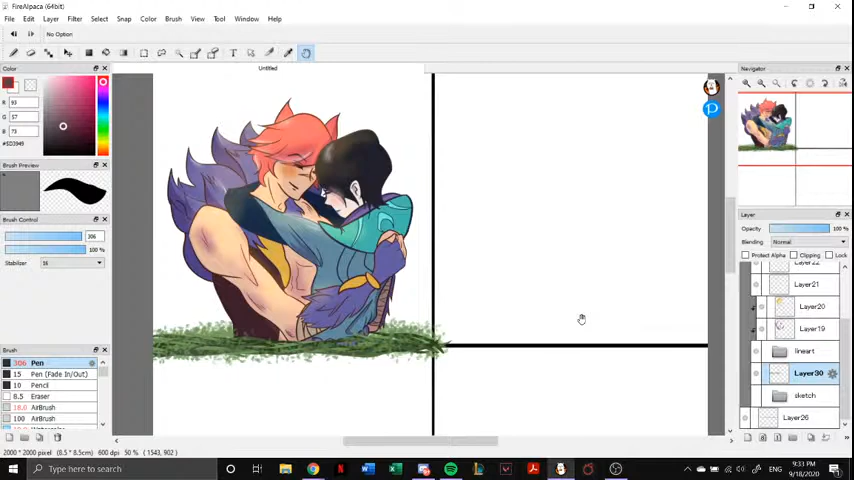 FireAlpaca (64bit)
File Edit Layer Filter Select Snap Color Brush View Tool Window Help
No Option
Untitled
Color
R 93
G 57
B 73
#5D3949
Brush Preview
Brush Control
306
100 %
Stabilizer 16
Brush
306 Pen
15 Pen (Fade In/Out)
10 Pencil
8.5 Eraser
AirBrush
100 AirBrush
Navigator
Layer
Opacity 100 %
Blending Normal
Protect Alpha Clipping Lock
Layer22
Layer21
Layer20
Layer19
lineart
Layer30
sketch
Layer26
2000 * 2000 pixel (8.5 * 8.5cm) 600 dpi 50 % ( 1543, 902 )
Type here to search
ENG
9:33 PM
9/18/2020